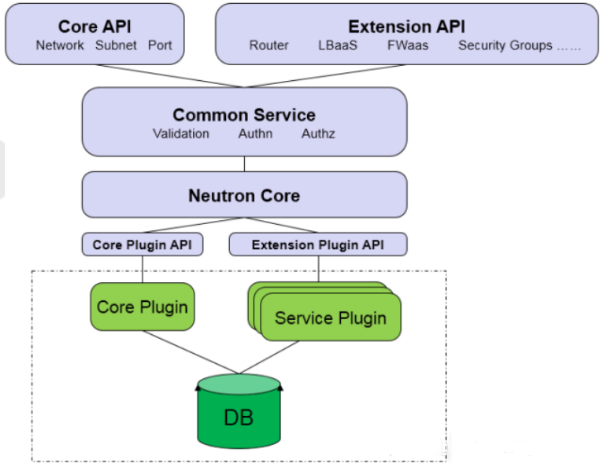 Core API
Network Subnet Port
Extension API
Router LBaaS FWaas Security Groups ……
Common Service
Validation Authn Authz
Neutron Core
Core Plugin API
Extension Plugin API
Core Plugin
Service Plugin
DB